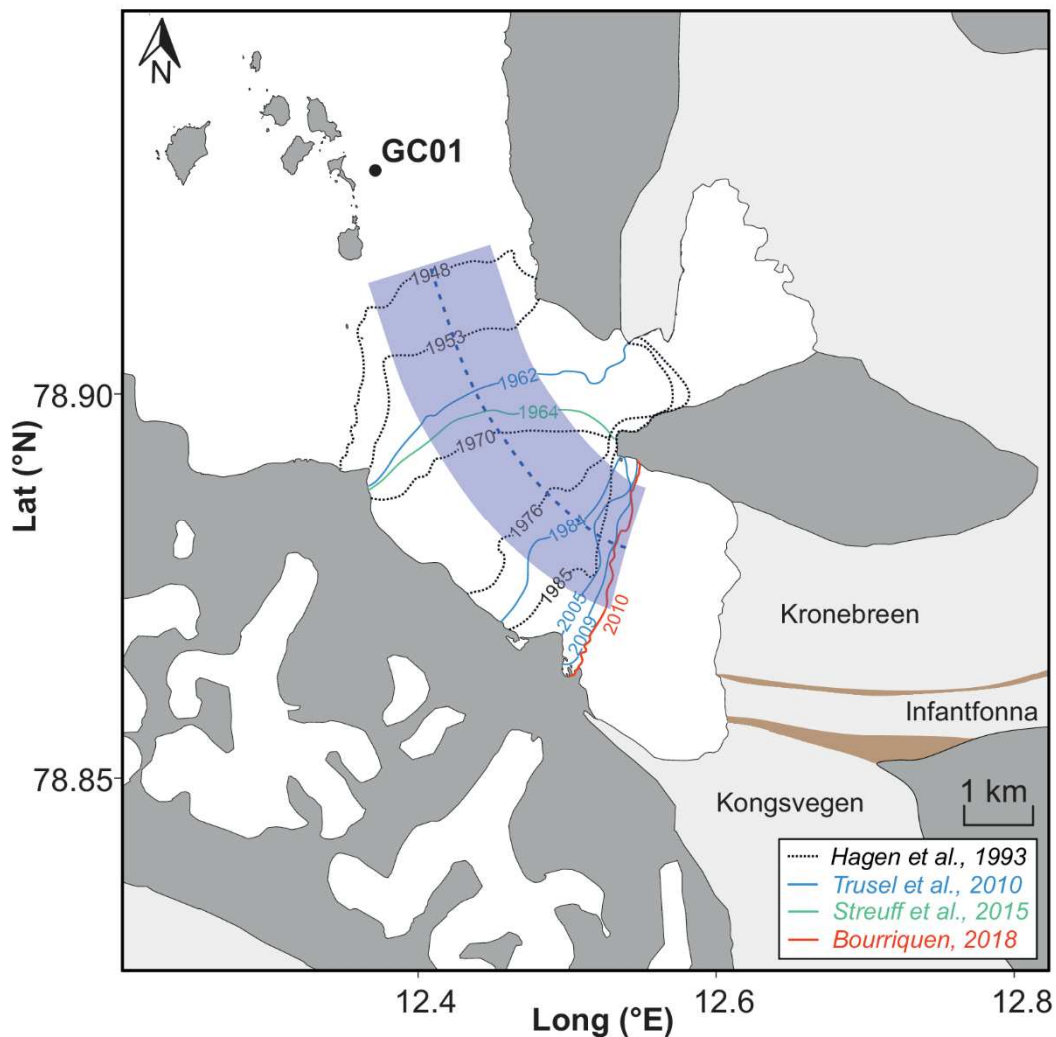 N
GC01
1948
1953
1962
1964
1970
1976
1984
1985
2005
2009
2010
78.90
78.85
Lat (°N)
Kronebreen
Infantfonna
Kongsvegen
1 km
Hagen et al., 1993
Trusel et al., 2010
Streuff et al., 2015
Bourriquen, 2018
12.4
12.6
12.8
Long (°E)